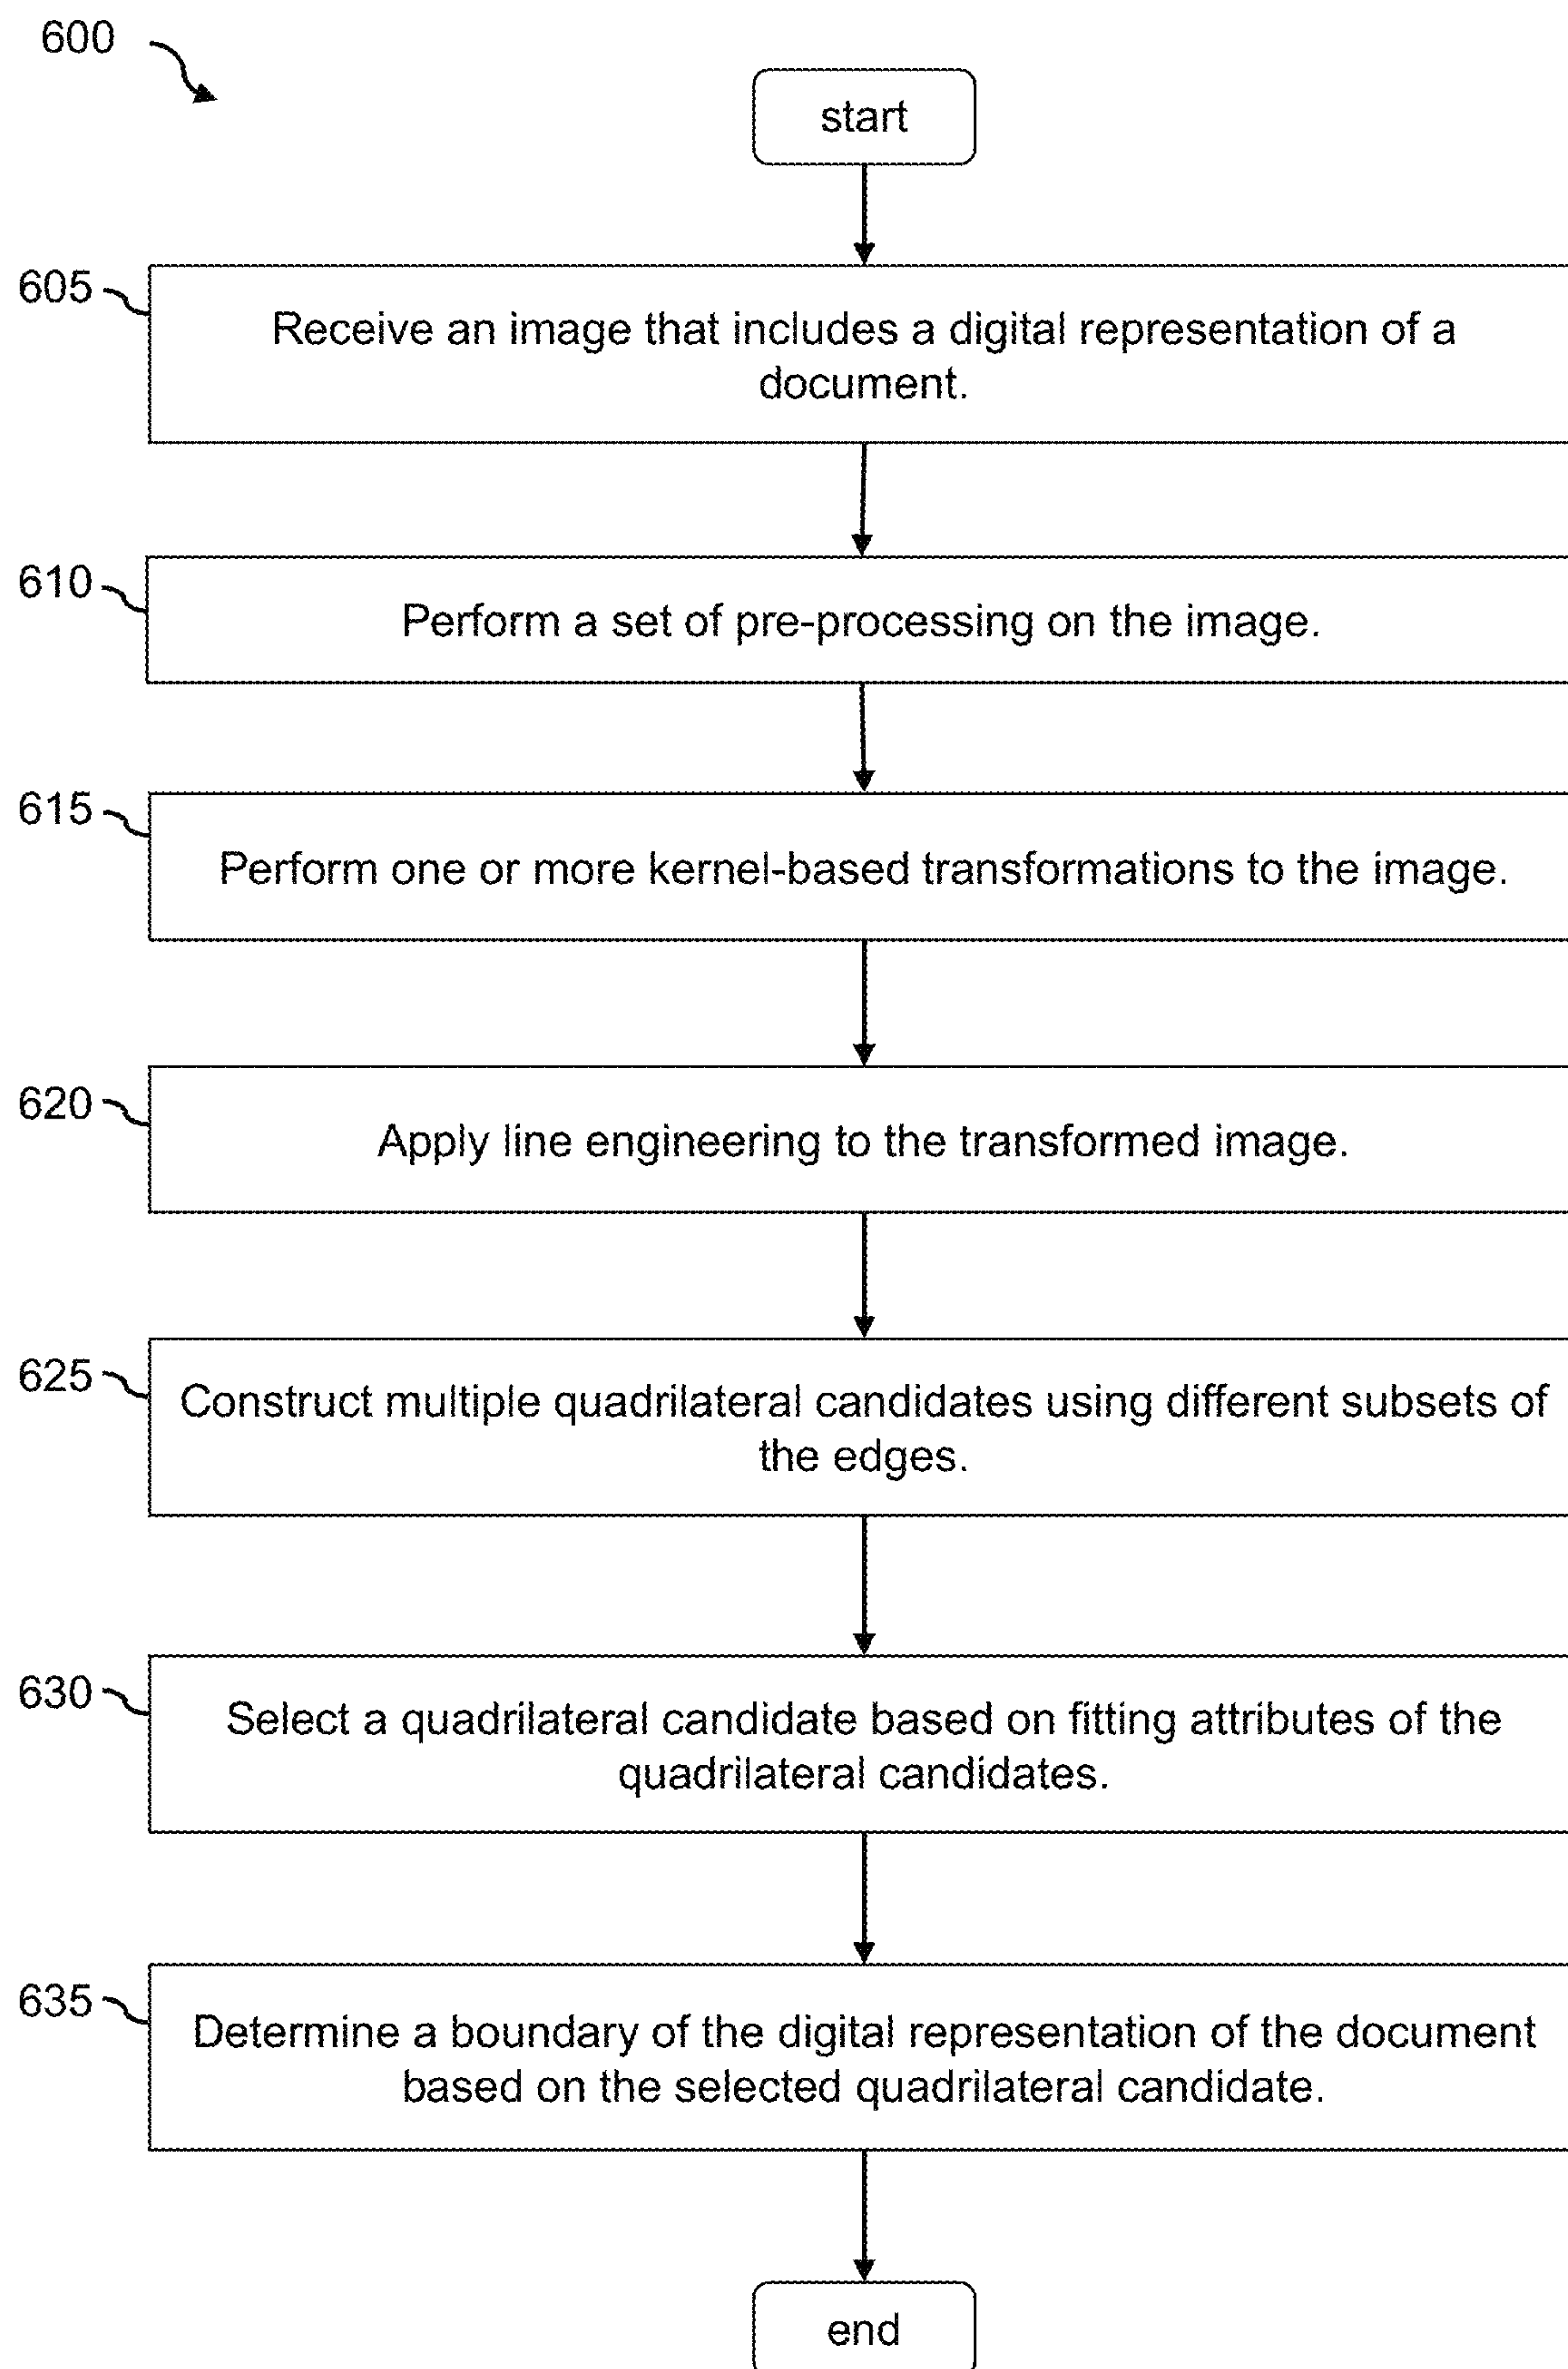 600
start
605
Receive an image that includes a digital representation of a
document.
610
Perform a set of pre-processing on the image.
615
Perform one or more kernel-based transformations to the image.
620
Apply line engineering to the transformed image.
625
Construct multiple quadrilateral candidates using different subsets of
the edges.
630
Select a quadrilateral candidate based on fitting attributes of the
quadrilateral candidates.
635
Determine a boundary of the digital representation of the document
based on the selected quadrilateral candidate.
end